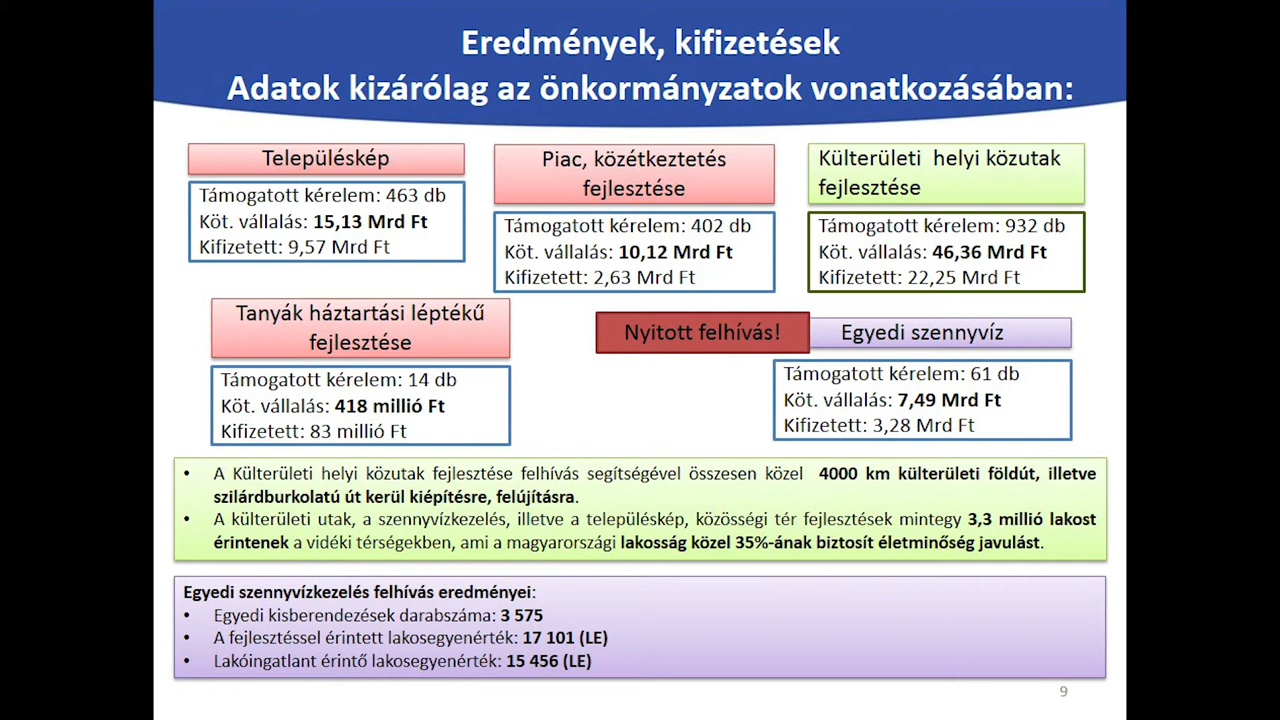 Eredmények, kifizetések
Adatok kizárólag az önkormányzatok vonatkozásában:
Településkép
Támogatott kérelem: 463 db
Köt. vállalás: 15,13 Mrd Ft
Kifizetett: 9,57 Mrd Ft
Piac, közétkeztetés
fejlesztése
Támogatott kérelem: 402 db
Köt. vállalás: 10,12 Mrd Ft
Kifizetett: 2,63 Mrd Ft
Külterületi helyi közutak
fejlesztése
Támogatott kérelem: 932 db
Köt. vállalás: 46,36 Mrd Ft
Kifizetett: 22,25 Mrd Ft
Tanyák háztartási léptékű
fejlesztése
Támogatott kérelem: 14 db
Köt. vállalás: 418 millió Ft
Kifizetett: 83 millió Ft
Nyitott felhívás!
Egyedi szennyvíz
Támogatott kérelem: 61 db
Köt. vállalás: 7,49 Mrd Ft
Kifizetett: 3,28 Mrd Ft
• A Külterületi helyi közutak fejlesztése felhívás segítségével összesen közel 4000 km külterületi földút, illetve
szilárdburkolatú út kerül kiépítésre, felújításra.
• A külterületi utak, a szennyvízkezelés, illetve a településkép, közösségi tér fejlesztések mintegy 3,3 millió lakost
érintenek a vidéki térségekben, ami a magyarországi lakosság közel 35%-ának biztosít életminőség javulást.
Egyedi szennyvízkezelés felhívás eredményei:
• Egyedi kisberendezések darabszáma: 3 575
• A fejlesztéssel érintett lakosegyenérték: 17 101 (LE)
• Lakóingatlant érintő lakosegyenérték: 15 456 (LE)
9